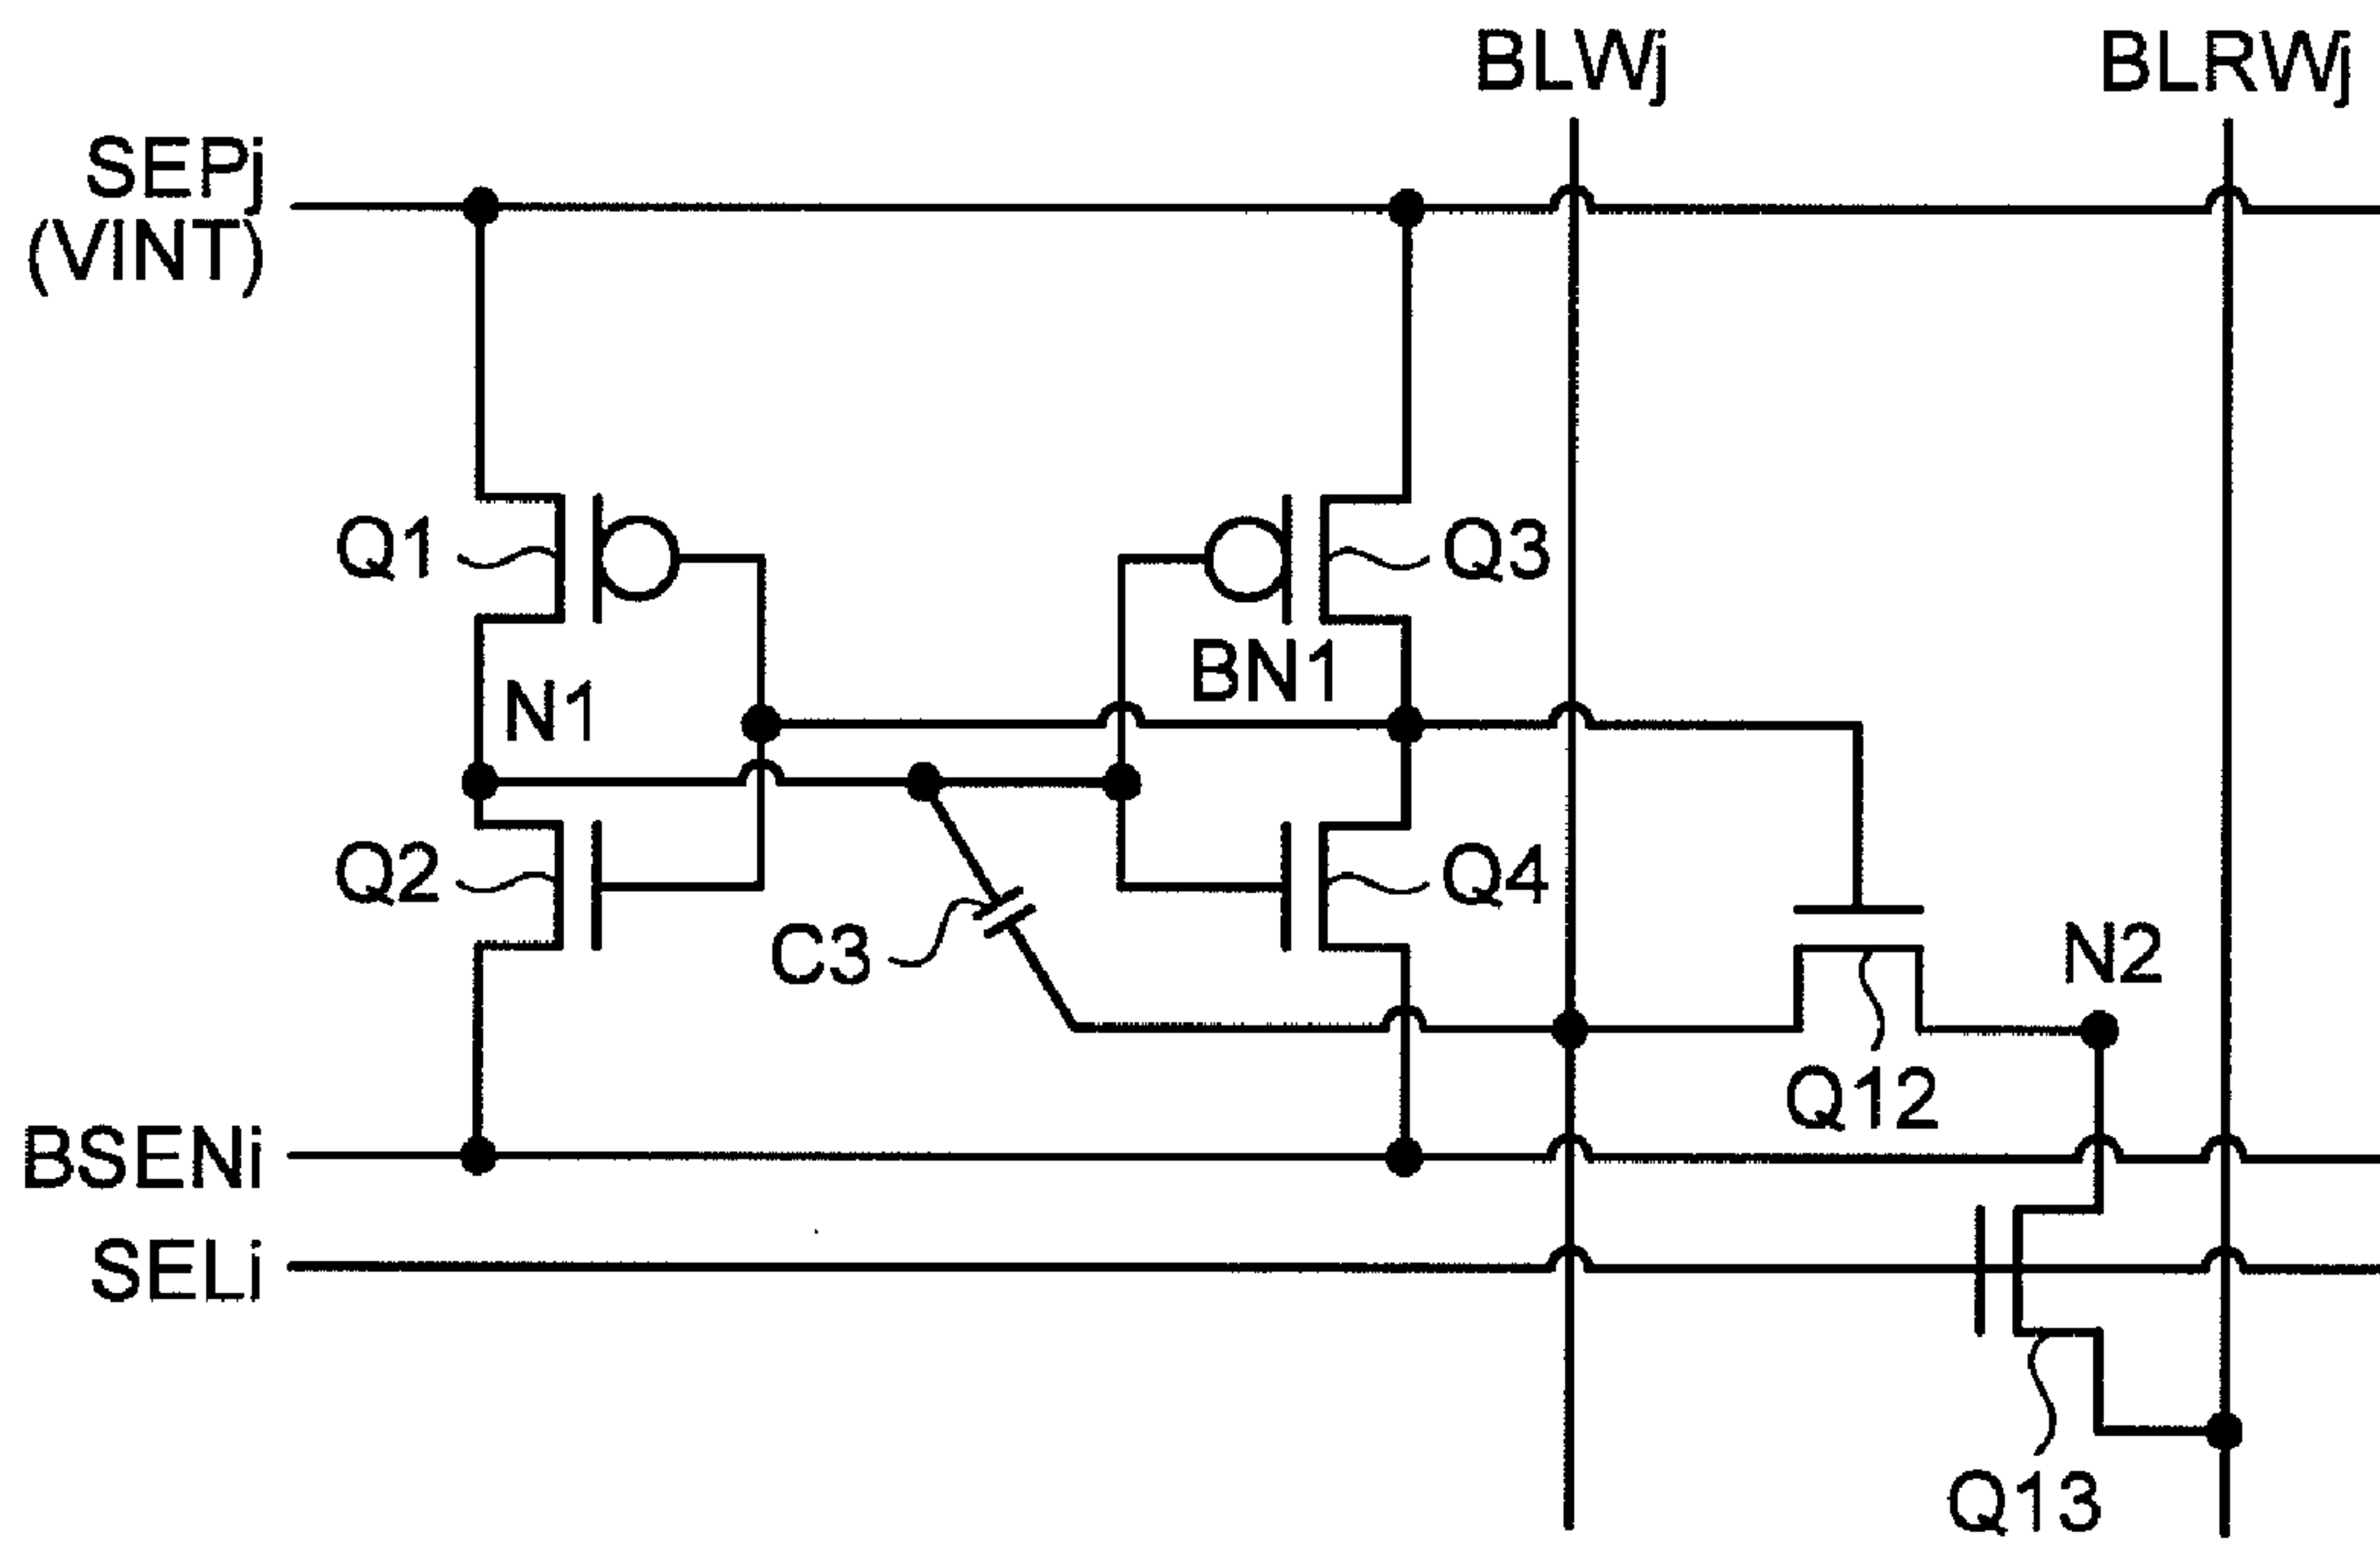 BLWj
BLRWj
SEPj
(VINT)
Q1
Q3
BN1
N1
Q2
Q4
C3
N2
Q12
BSENi
SELi
Q13